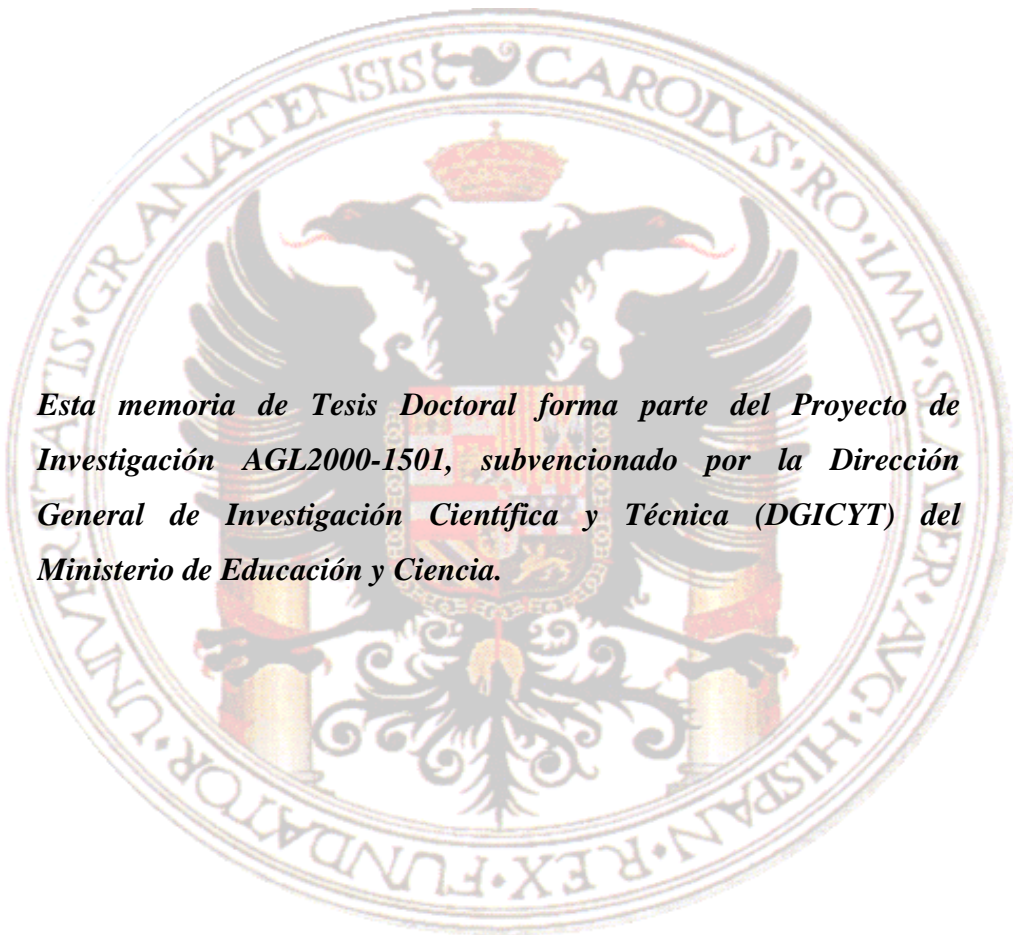 CAROLVS·RO·IMP·SEMPER·AVG·HISPAN·REX·FUNDATOR·UNIVERSITATIS·GRANATENSIS
Esta memoria de Tesis Doctoral forma parte del Proyecto de
Investigación AGL2000-1501, subvencionado por la Dirección
General de Investigación Científica y Técnica (DGICYT) del
Ministerio de Educación y Ciencia.